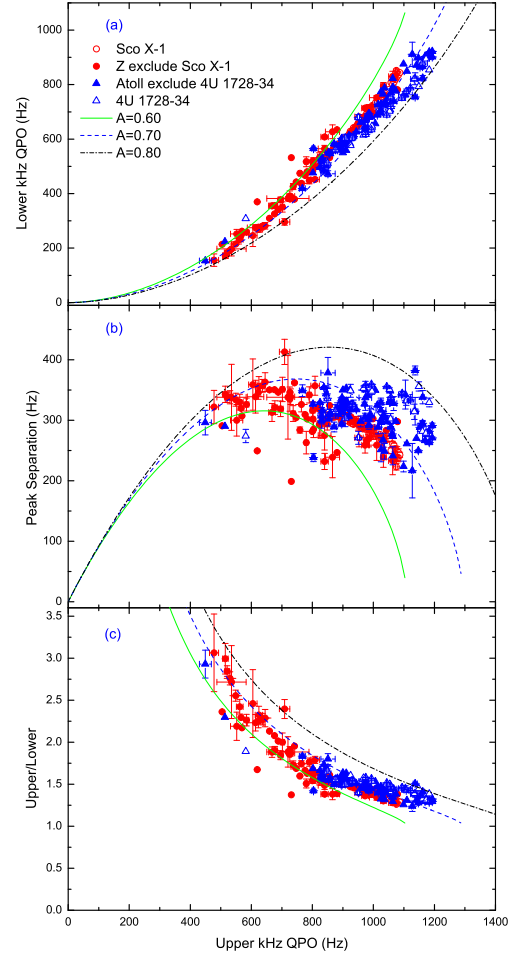 (a)
Sco X-1
Z exclude Sco X-1
Atoll exclude 4U 1728-34
4U 1728-34
A=0.60
A=0.70
A=0.80
1000
800
600
400
200
0
Lower kHz QPO (Hz)
(b)
400
300
200
100
0
Peak Separation (Hz)
(c)
3.5
3.0
2.5
2.0
1.5
1.0
0.5
0.0
Upper/Lower
0 200 400 600 800 1000 1200 1400
Upper kHz QPO (Hz)